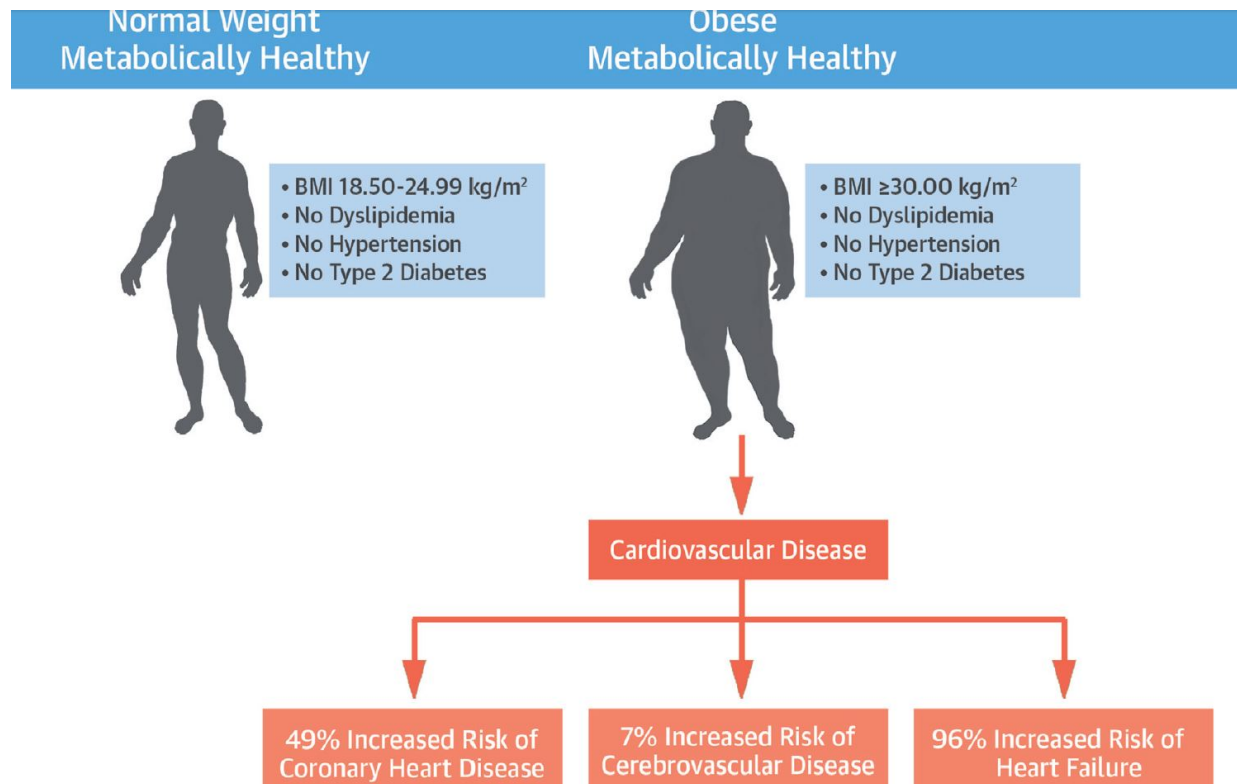 Normal Weight
Metabolically Healthy
Obese
Metabolically Healthy
• BMI 18.50-24.99 kg/m²
• No Dyslipidemia
• No Hypertension
• No Type 2 Diabetes
• BMI ≥30.00 kg/m²
• No Dyslipidemia
• No Hypertension
• No Type 2 Diabetes
Cardiovascular Disease
49% Increased Risk of
Coronary Heart Disease
7% Increased Risk of
Cerebrovascular Disease
96% Increased Risk of
Heart Failure